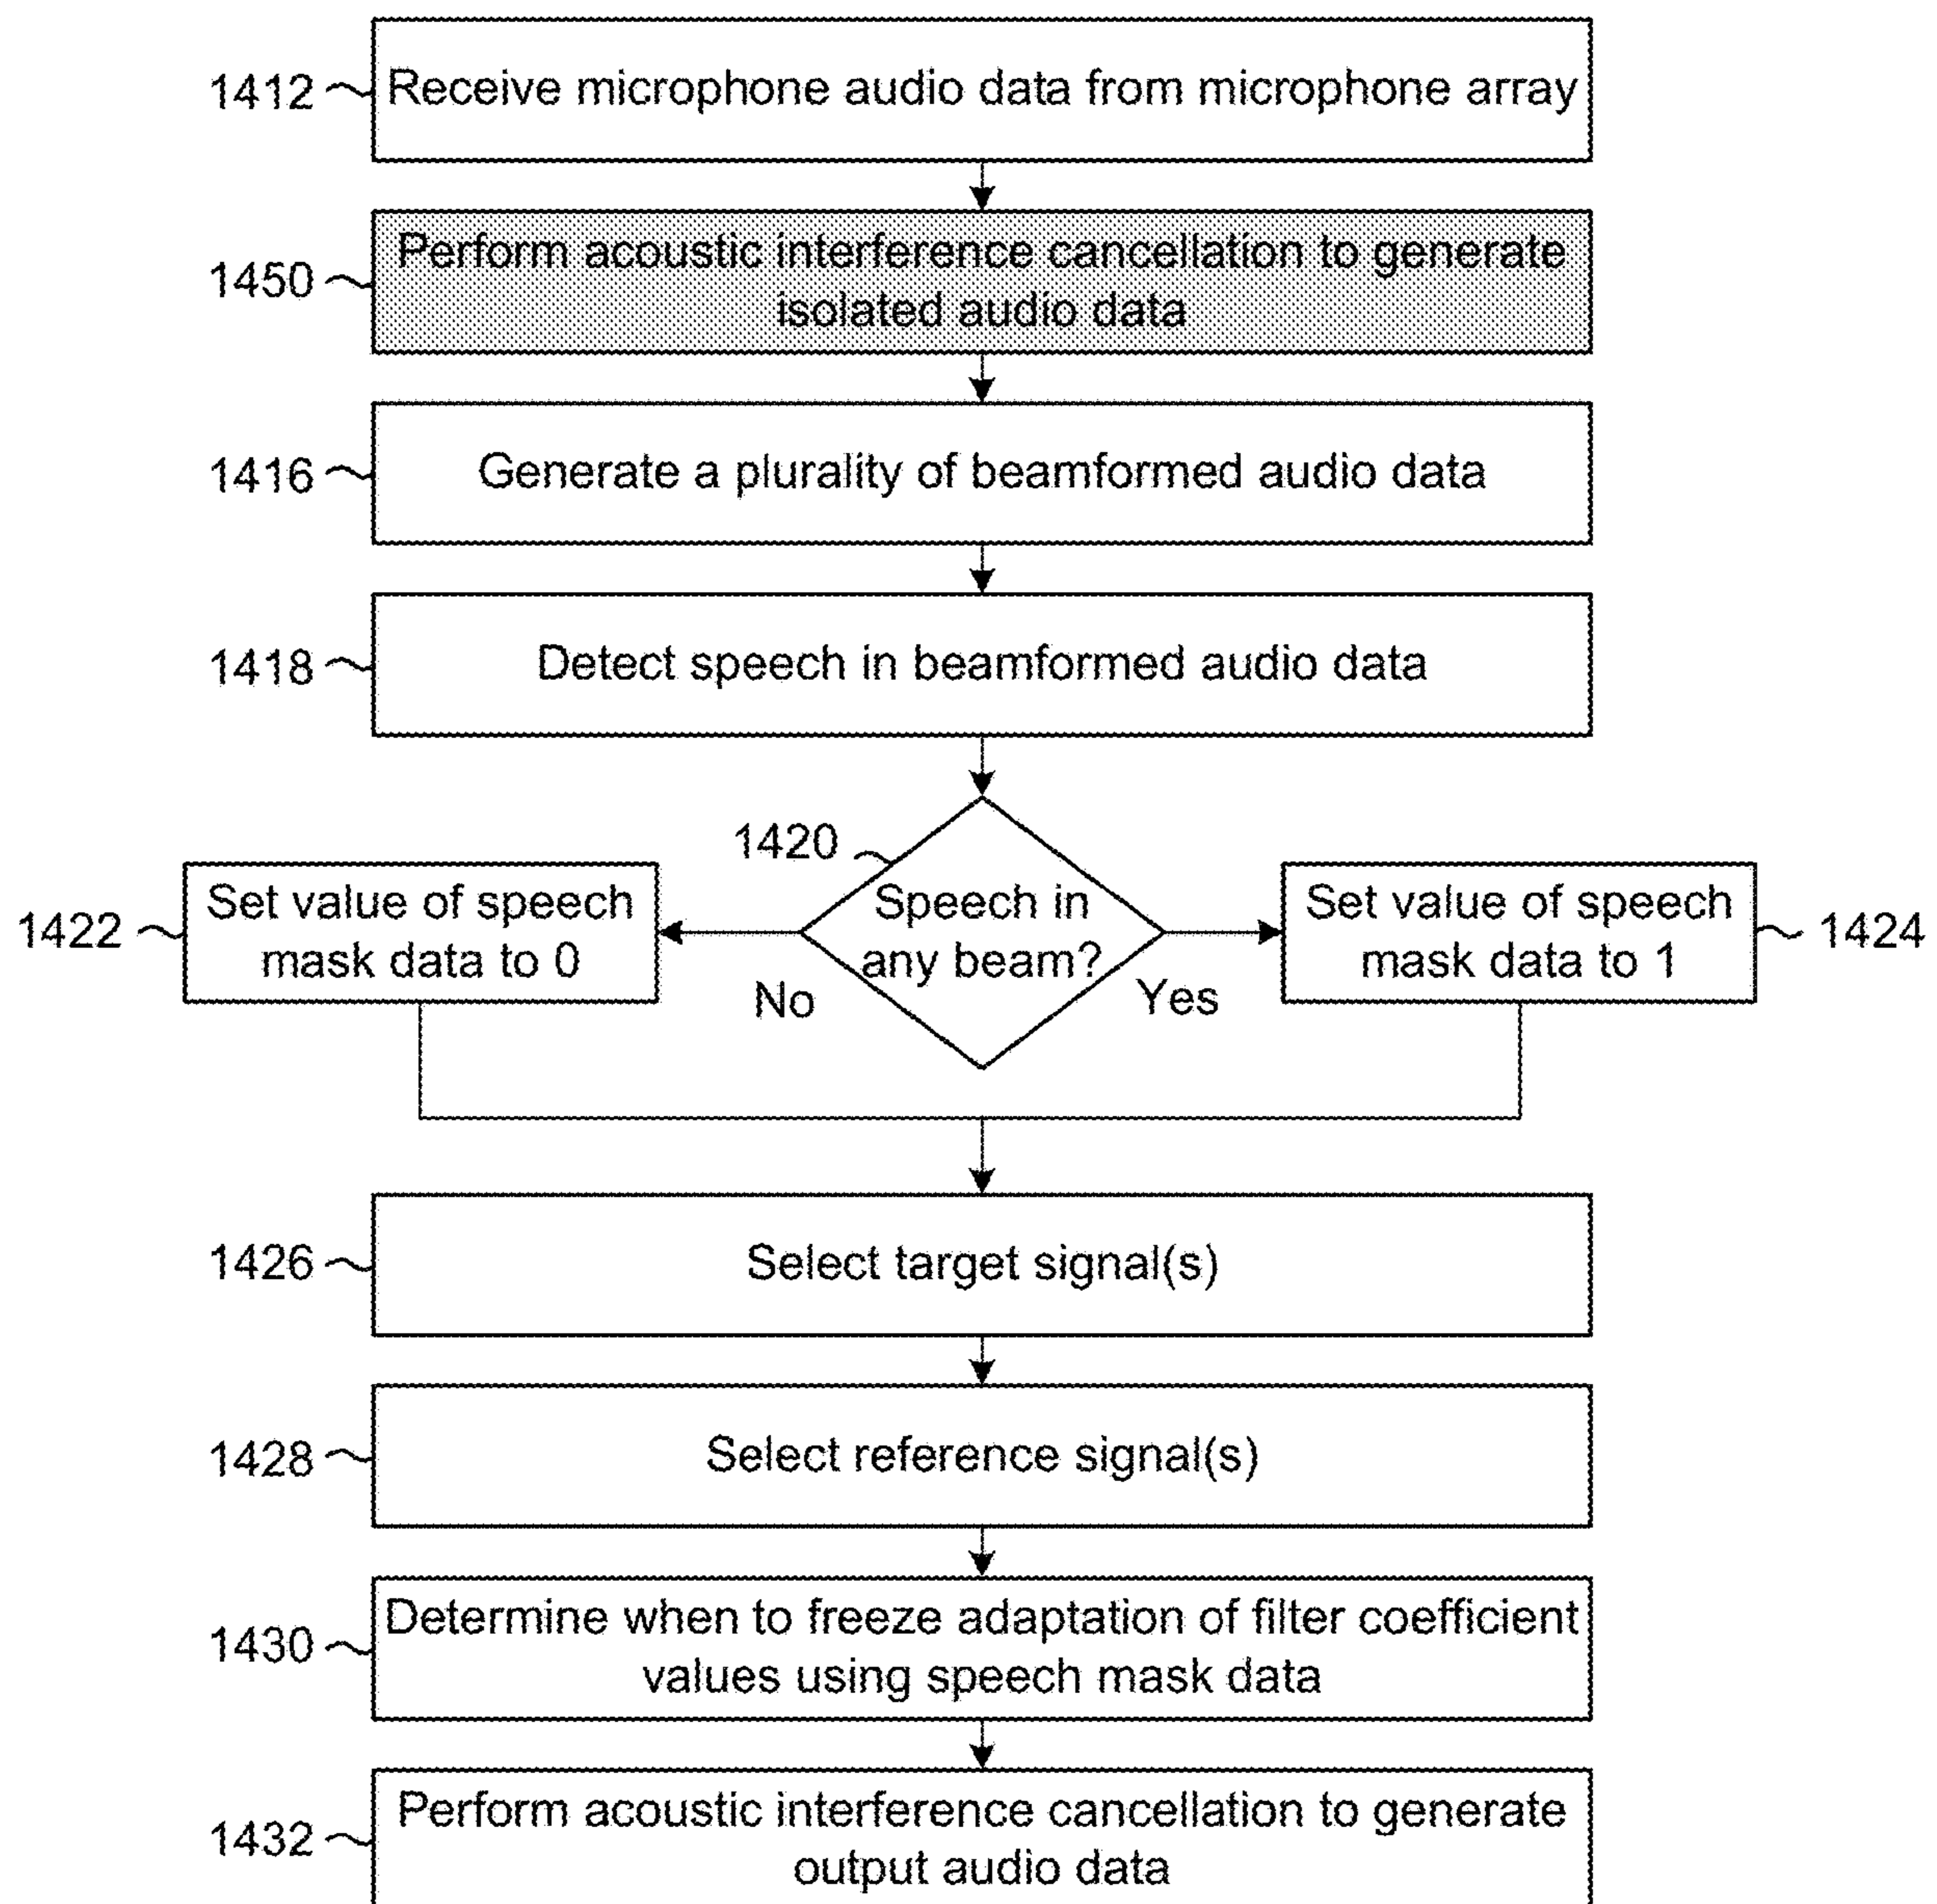 1412
Receive microphone audio data from microphone array
1450
Perform acoustic interference cancellation to generate
isolated audio data
1416
Generate a plurality of beamformed audio data
1418
Detect speech in beamformed audio data
1420
1422
Set value of speech
mask data to 0
Speech in
any beam?
No
Yes
Set value of speech
mask data to 1
1424
1426
Select target signal(s)
1428
Select reference signal(s)
1430
Determine when to freeze adaptation of filter coefficient
values using speech mask data
1432
Perform acoustic interference cancellation to generate
output audio data